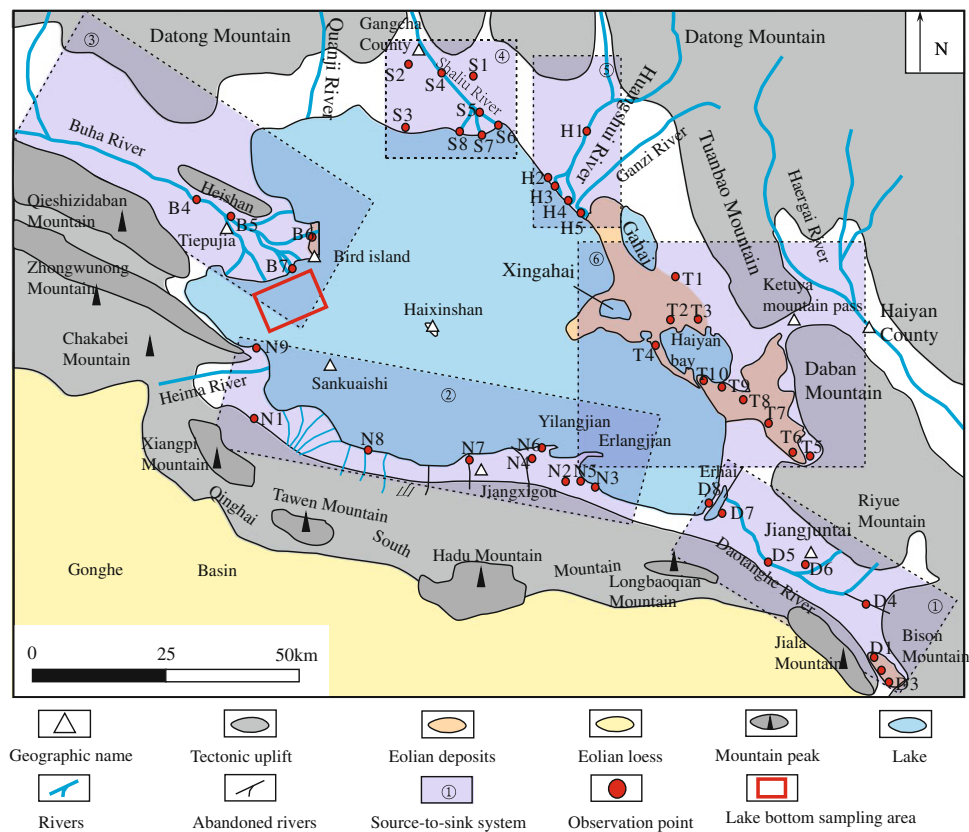 ③
Datong Mountain
Quanji River
Gangcha
County
④
S2
S4
S1
Shaliu River
S5
S3
S8
S7
S6
⑤
Datong Mountain
N
Huangshui River
H1
Ganzi River
H2
H3
H4
H5
Tuanbao Mountain
Haergai River
Buha River
Heishan
Qieshizidaban
Mountain
B4
B5
Tiepujia
B6
B7
Bird island
Zhongwunong
Mountain
Chakabei
Mountain
Haixinshan
Gahai
Xingahai
⑥
T1
T2
T3
Ketuya
mountain pass
Haiyan
County
Haiyan
bay
T4
T10
T9
T8
T7
T6
T5
Daban
Mountain
N9
Sankuaishi
②
Heima River
N1
N8
N7
N6
N4
Yilangjian
Erlangjian
N2
N5
N3
Jiangxigou
Xiangpi
Mountain
Tawen Mountain
Qinghai
South
Mountain
Hadu Mountain
Longbaoqian
Mountain
Gonghe
Basin
Erhai
D8
D7
Riyue
Mountain
Jiangjuntai
D5
D6
Daotanghe River
D4
①
D1
Bison
Mountain
D3
Jiala
Mountain
0
25
50km
Geographic name
Tectonic uplift
Eolian deposits
Eolian loess
Mountain peak
Lake
①
Rivers
Abandoned rivers
Source-to-sink system
Observation point
Lake bottom sampling area